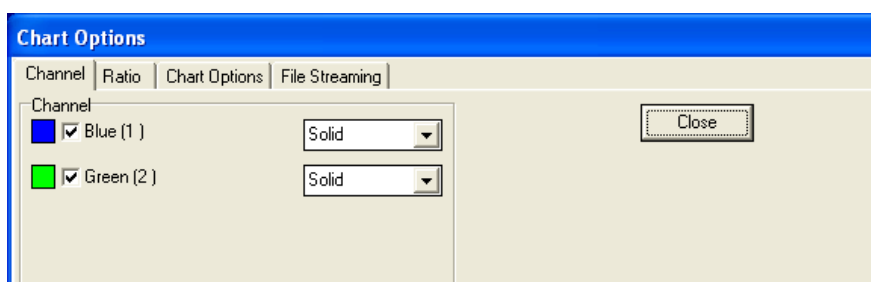 Chart Options
Channel Ratio Chart Options File Streaming
Channel
Blue (1 ) Solid Close
Green (2 ) Solid